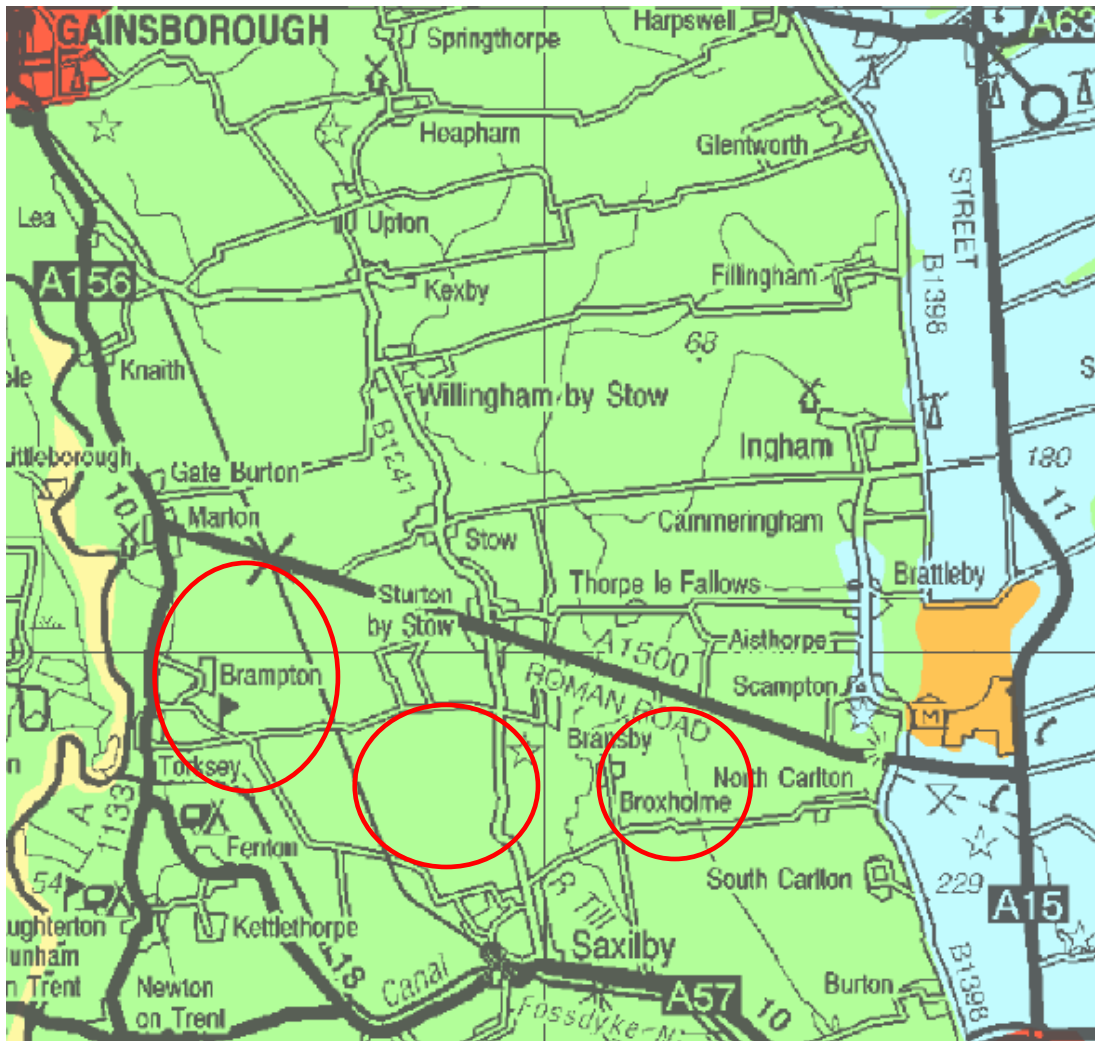 GAINSBOROUGH
Springthorpe
Harpswell
A63
Heapham
Glentworth
Lea
Upton
STREET
A156
Kexby
Fillingham
B1398
Knaith
68
Willingham by Stow
B1241
Ingham
Littleborough
Gate Burton
180
10
Marton
Cammeringham
11
Stow
Brattleby
Thorpe le Fallows
Sturton
by Stow
Aisthorpe
A1500
ROMAN ROAD
Brampton
Scampton
M
Bransby
Torksey
North Carlton
Broxholme
A
1133
Fenton
54
South Carlton
229
A15
R Till
Kettlethorpe
ughterton
unham
n Trent
Saxilby
18
Newton
on Trent
Canal
A57
10
Burton
B1398
Fossdyke N